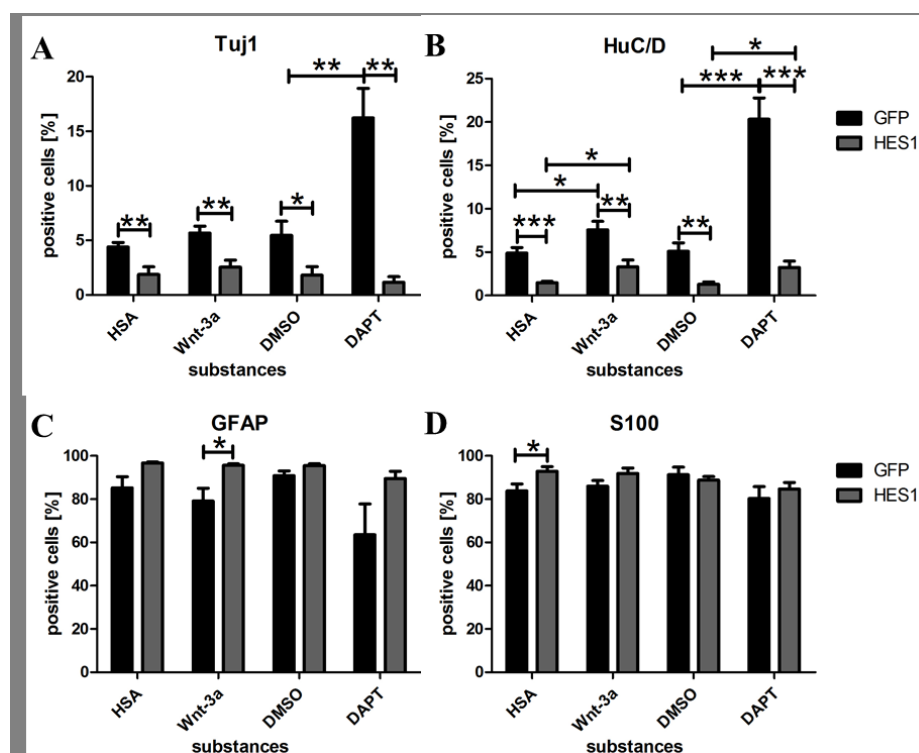 A
Tuj1
** **
20
15
10
5
0
positive cells [%]
**
**
*
HSA
Wnt-3a
DMSO
DAPT
substances
B
HuC/D
*
*** ***
25
20
15
10
5
0
positive cells [%]
*
*
***
**
**
HSA
Wnt-3a
DMSO
DAPT
substances
GFP
HES1
C
GFAP
*
100
80
60
40
20
0
positive cells [%]
HSA
Wnt-3a
DMSO
DAPT
substances
D
S100
*
100
80
60
40
20
0
positive cells [%]
HSA
Wnt-3a
DMSO
DAPT
substances
GFP
HES1